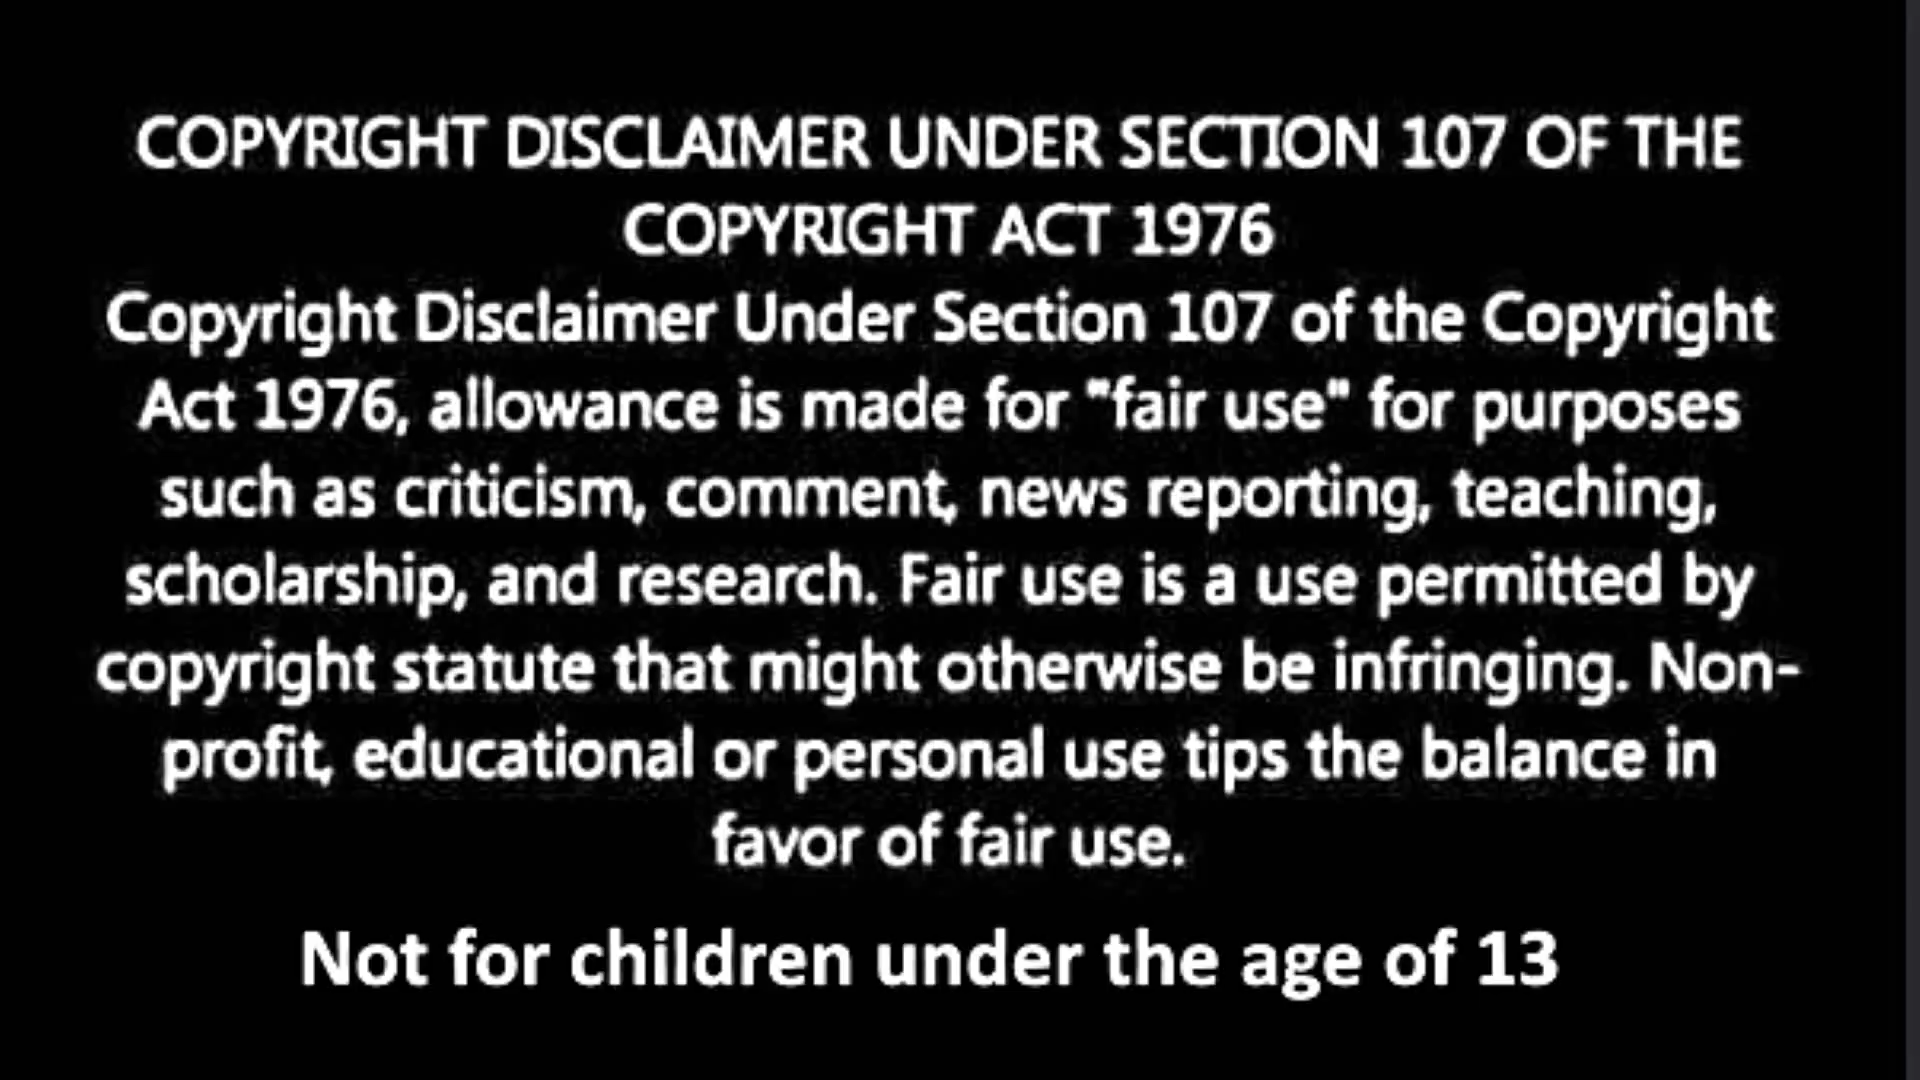 COPYRIGHT DISCLAIMER UNDER SECTION 107 OF THE
COPYRIGHT ACT 1976
Copyright Disclaimer Under Section 107 of the Copyright
Act 1976, allowance is made for "fair use" for purposes
such as criticism, comment, news reporting, teaching,
scholarship, and research. Fair use is a use permitted by
copyright statute that might otherwise be infringing. Non-
profit, educational or personal use tips the balance in
favor of fair use.
Not for children under the age of 13